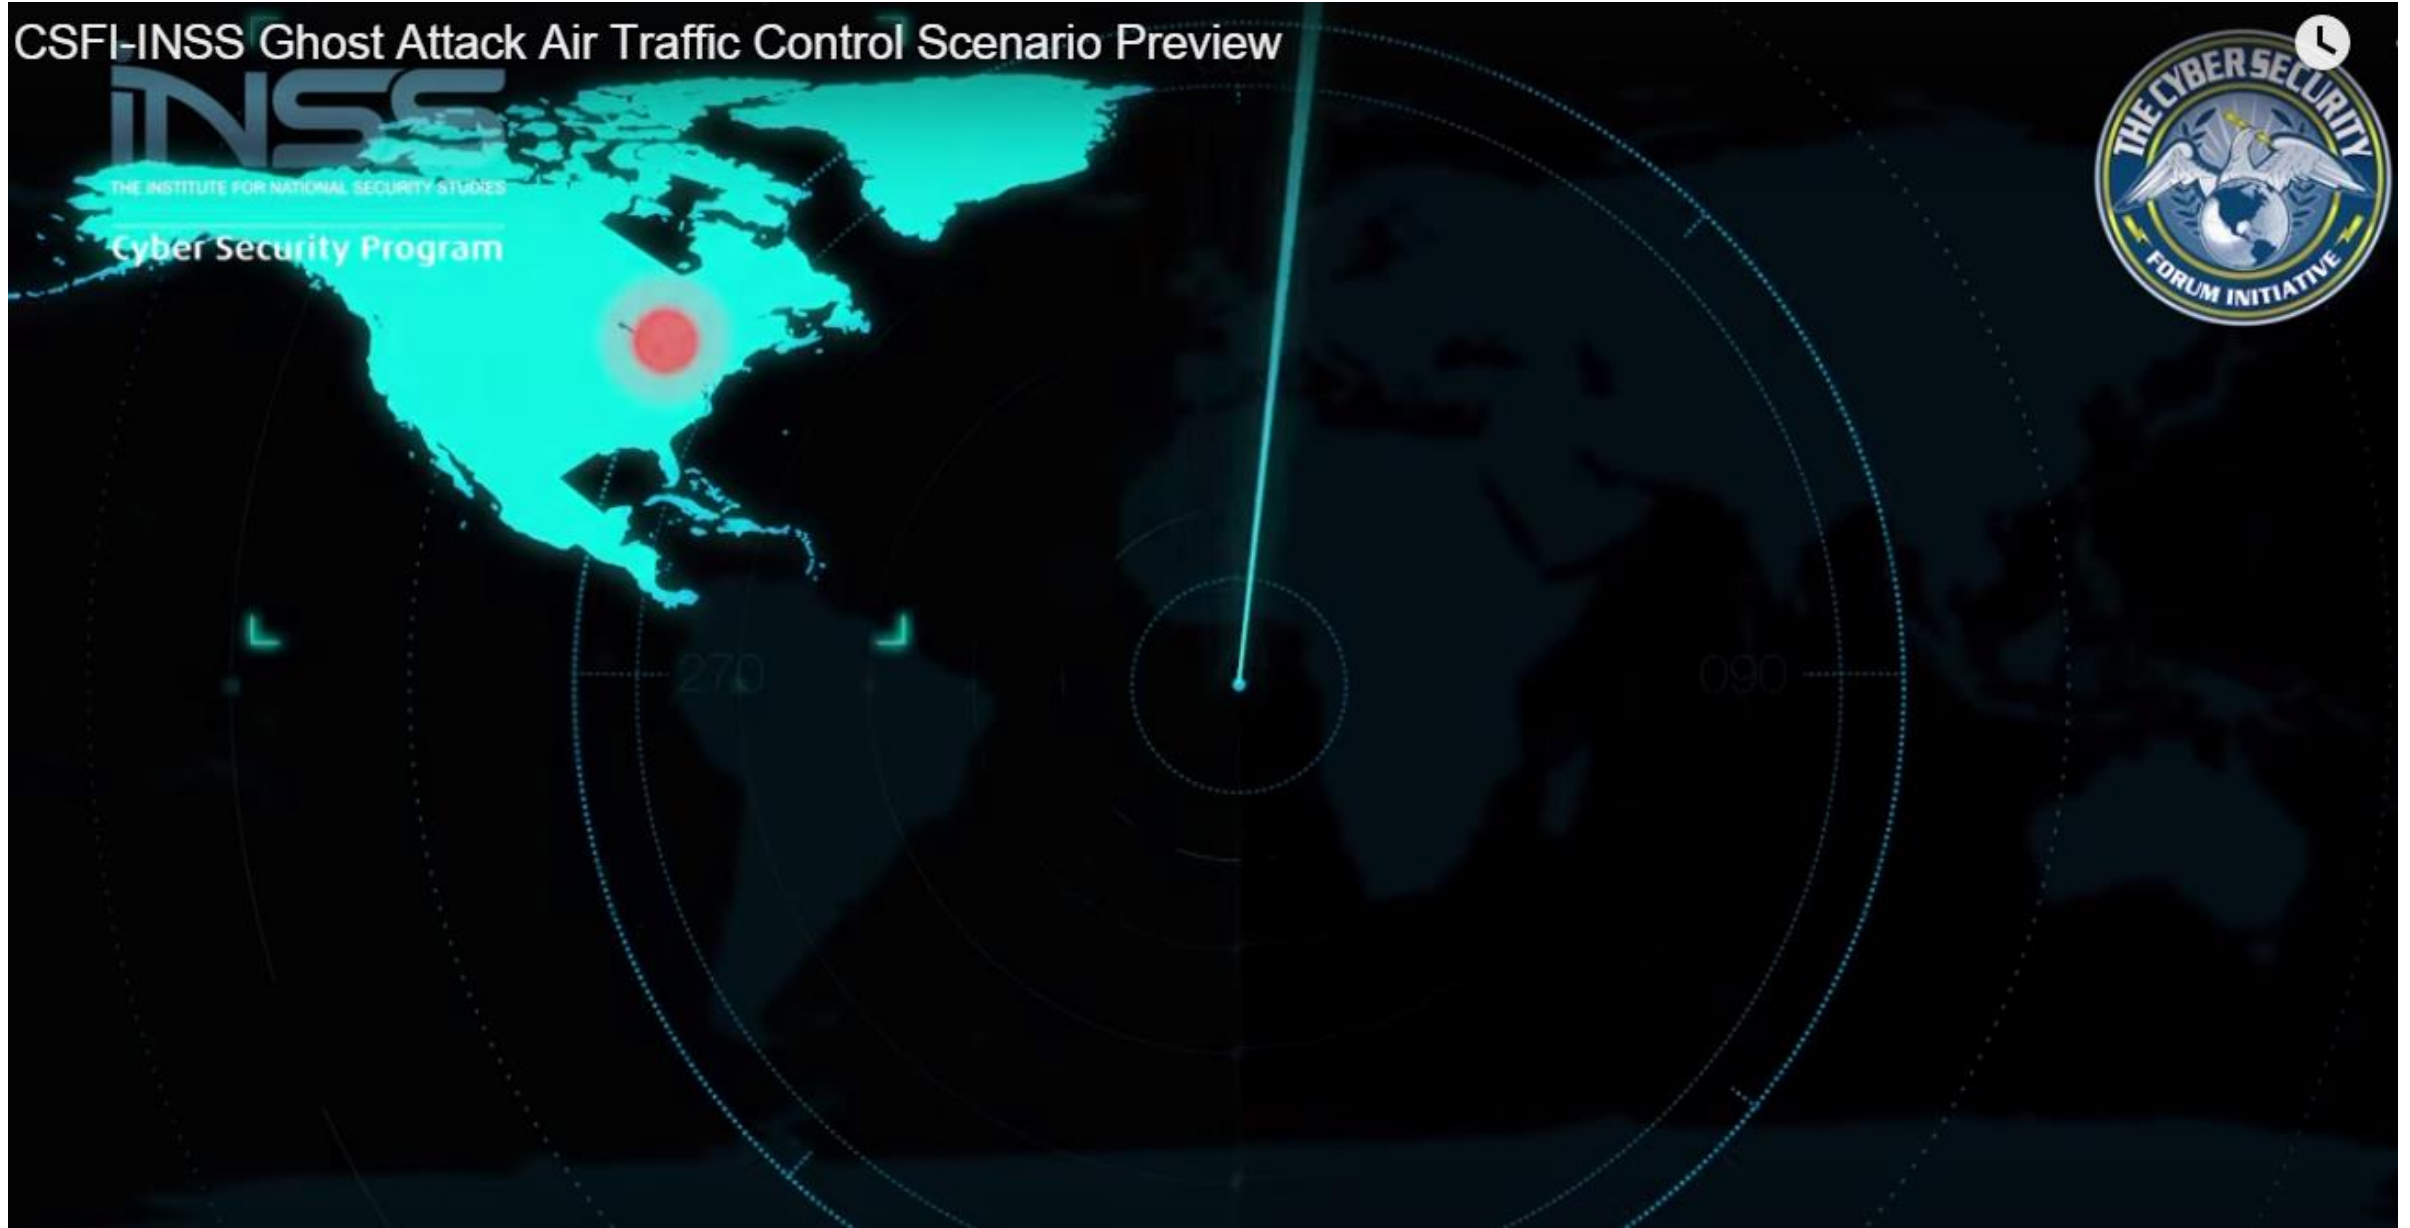 CSFI-INSS Ghost Attack Air Traffic Control Scenario Preview
iNSS
THE INSTITUTE FOR NATIONAL SECURITY STUDIES
Cyber Security Program
THE CYBER SECURITY
FORUM INITIATIVE
270
090